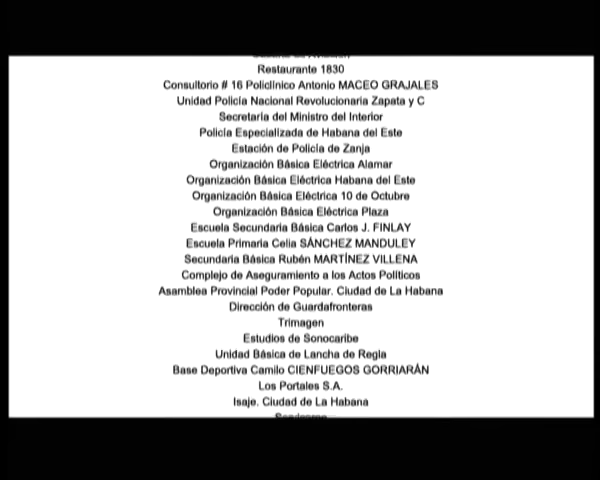 Restaurante 1830
Consultorio # 16 Policlínico Antonio MACEO GRAJALES
Unidad Policía Nacional Revolucionaria Zapata y C
Secretaría del Ministro del Interior
Policía Especializada de Habana del Este
Estación de Policía de Zanja
Organización Básica Eléctrica Alamar
Organización Básica Eléctrica Habana del Este
Organización Básica Eléctrica 10 de Octubre
Organización Básica Eléctrica Plaza
Escuela Secundaria Básica Carlos J. FINLAY
Escuela Primaria Celia SÁNCHEZ MANDULEY
Secundaria Básica Rubén MARTÍNEZ VILLENA
Complejo de Aseguramiento a los Actos Políticos
Asamblea Provincial Poder Popular. Ciudad de La Habana
Dirección de Guardafronteras
Trimagen
Estudios de Sonocaribe
Unidad Básica de Lancha de Regla
Base Deportiva Camilo CIENFUEGOS GORRIARÁN
Los Portales S.A.
Isaje. Ciudad de La Habana